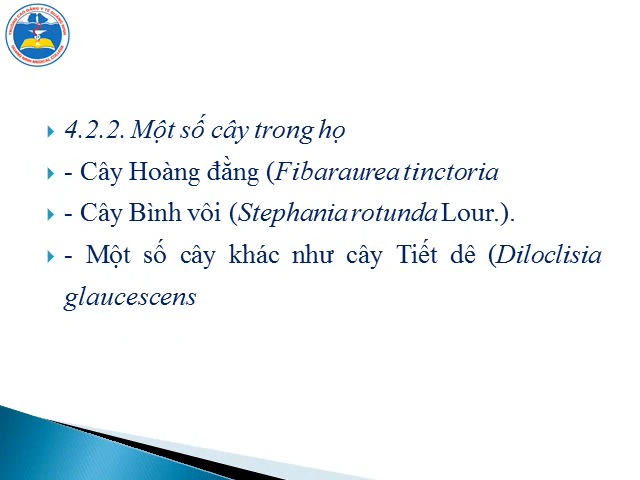 4.2.2. Một số cây trong họ
- Cây Hoàng đằng (Fibaraurea tinctoria
- Cây Bình vôi (Stephania rotunda Lour.).
- Một số cây khác như cây Tiết dê (Diloclisia
glaucescens